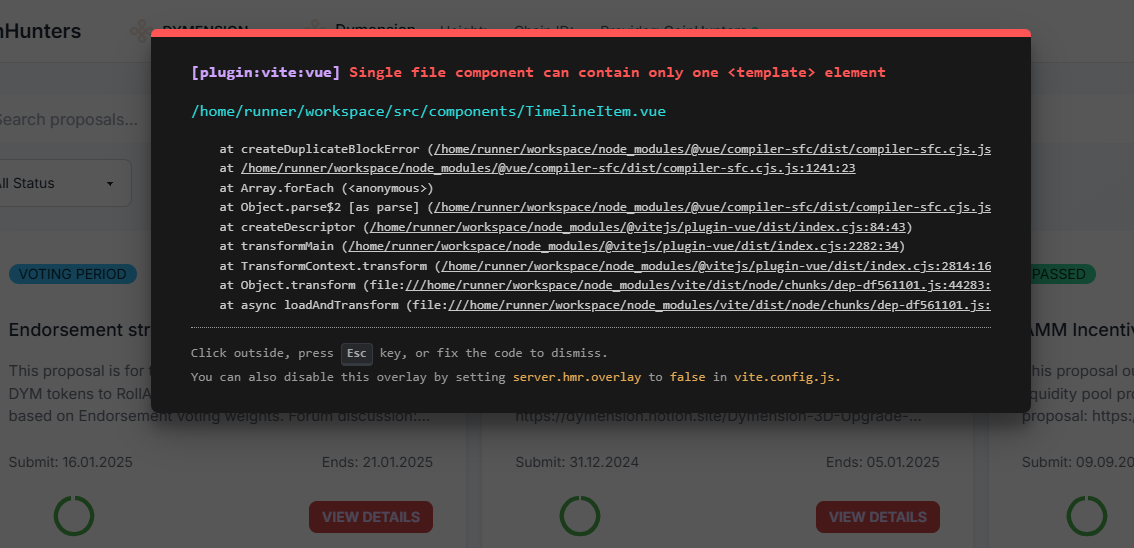 nHunters DYMENSION Dymension Height: Chain ID:
[plugin:vite:vue] Single file component can contain only one <template> element
/home/runner/workspace/src/components/TimelineItem.vue
Search proposals...
at createDuplicateBlockError (/home/runner/workspace/node_modules/@vue/compiler-sfc/dist/compiler-sfc.cjs.js
at /home/runner/workspace/node_modules/@vue/compiler-sfc/dist/compiler-sfc.cjs.js:1241:23
ll Status
at Array.forEach (<anonymous>)
at Object.parse$2 [as parse] (/home/runner/workspace/node_modules/@vue/compiler-sfc/dist/compiler-sfc.cjs.js
at createDescriptor (/home/runner/workspace/node_modules/@vitejs/plugin-vue/dist/index.cjs:84:43)
at transformMain (/home/runner/workspace/node_modules/@vitejs/plugin-vue/dist/index.cjs:2282:34)
at TransformContext.transform (/home/runner/workspace/node_modules/@vitejs/plugin-vue/dist/index.cjs:2814:16
at Object.transform (file:///home/runner/workspace/node_modules/vite/dist/node/chunks/dep-df561101.js:44283:
at async loadAndTransform (file:///home/runner/workspace/node_modules/vite/dist/node/chunks/dep-df561101.js:
Click outside, press Esc key, or fix the code to dismiss.
You can also disable this overlay by setting server.hmr.overlay to false in vite.config.js.
VOTING PERIOD
Endorsement str
This proposal is for
DYM tokens to RollA
based on Endorsement Voting weights. Forum discussion:...
Submit: 16.01.2025 Ends: 21.01.2025
VIEW DETAILS
https://dymension.notion.site/Dymension-3D-Upgrade-...
Submit: 31.12.2024 Ends: 05.01.2025
VIEW DETAILS
PASSED
AMM Incentiv
his proposal ou
quidity pool pro
proposal: https:/
Submit: 09.09.20